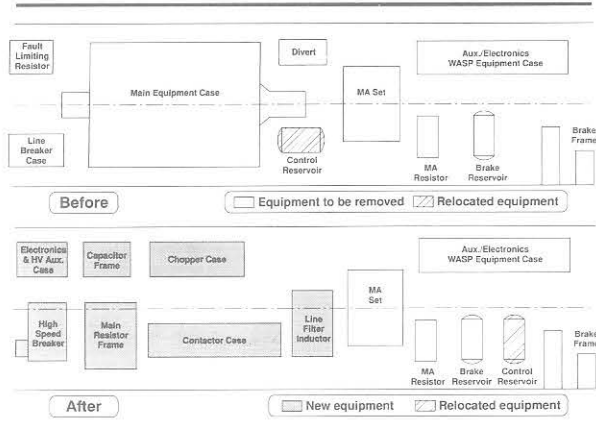 Fault
Limiting
Resistor
Divert
Aux./Electronics
WASP Equipment Case
Main Equipment Case
MA Set
Line
Breaker
Case
Control
Reservoir
MA
Resistor
Brake
Reservoir
Brake
Frame
Before
Equipment to be removed
Relocated equipment
Electronics
& HV Aux.
Case
Capacitor
Frame
Chopper Case
Aux./Electronics
WASP Equipment Case
MA
Set
High
Speed
Breaker
Main
Resistor
Frame
Contactor Case
Line
Filter
Inductor
MA
Resistor
Brake
Reservoir
Control
Reservoir
Brake
Frame
After
New equipment
Relocated equipment